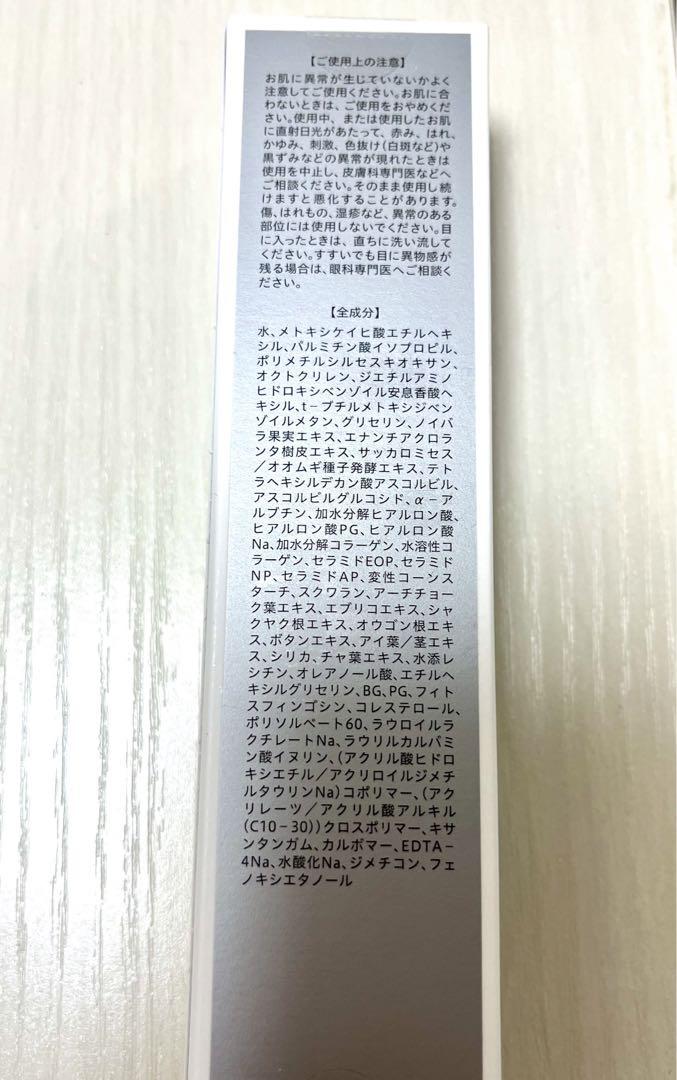 【ご使用上の注意】
お肌に異常が生じていないかよく
注意してご使用ください。お肌に合
わないときは、ご使用をおやめくだ
さい。使用中、または使用したお肌
に直射日光があたって、赤み、はれ、
かゆみ、刺激、色抜け(白斑など)や
黒ずみなどの異常が現れたときは
使用を中止し、皮膚科専門医などへ
ご相談ください。そのまま使用し続
けますと悪化することがあります。
傷、はれもの、湿疹など、異常のある
部位には使用しないでください。目
に入ったときは、直ちに洗い流して
ください。すすいでも目に異物感が
残る場合は、眼科専門医へご相談く
ださい。
【全成分】
水、メトキシケイヒ酸エチルヘキ
シル、パルミチン酸イソプロピル、
ポリメチルシルセスキオキサン、
オクトクリレン、ジエチルアミノ
ヒドロキシベンゾイル安息香酸ヘ
キシル、t-ブチルメトキシジベン
ゾイルメタン、グリセリン、ノイバ
ラ果実エキス、エナンチアクロラ
ンタ樹皮エキス、サッカロミセス
/オオムギ種子発酵エキス、テト
ラヘキシルデカン酸アスコルビル、
アスコルビルグルコシド、α-ア
ルブチン、加水分解ヒアルロン酸、
ヒアルロン酸PG、ヒアルロン酸
Na、加水分解コラーゲン、水溶性コ
ラーゲン、セラミドEOP、セラミド
NP、セラミドAP、変性コーンス
ターチ、スクワラン、アーチチョー
ク葉エキス、エブリコエキス、シャ
クヤク根エキス、オウゴン根エキ
ス、ボタンエキス、アイ葉/茎エキ
ス、シリカ、チャ葉エキス、水添レ
シチン、オレアノール酸、エチルヘ
キシルグリセリン、BG、PG、フィト
スフィンゴシン、コレステロール、
ポリソルベート60、ラウロイルラ
クチレートNa、ラウリルカルバミ
ン酸イヌリン、(アクリル酸ヒドロ
キシエチル/アクリロイルジメチ
ルタウリンNa)コポリマー、(アク
リレーツ/アクリル酸アルキル
(C10-30))クロスポリマー、キサ
ンタンガム、カルボマー、EDTA-
4Na、水酸化Na、ジメチコン、フェ
ノキシエタノール